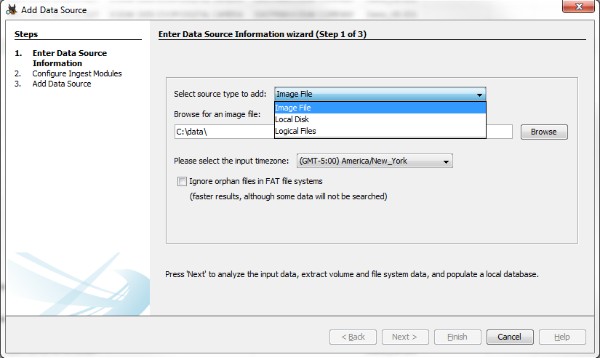 Add Data Source
Steps
Enter Data Source Information wizard (Step 1 of 3)
1. Enter Data Source
Information
2. Configure Ingest Modules
3. Add Data Source
Select source type to add: Image File
Image File
Local Disk
Logical Files
Browse for an image file:
C:\data\ Browse
Please select the input timezone: (GMT-5:00) America/New_York
Ignore orphan files in FAT file systems
(faster results, although some data will not be searched)
Press 'Next' to analyze the input data, extract volume and file system data, and populate a local database.
< Back Next > Finish Cancel Help